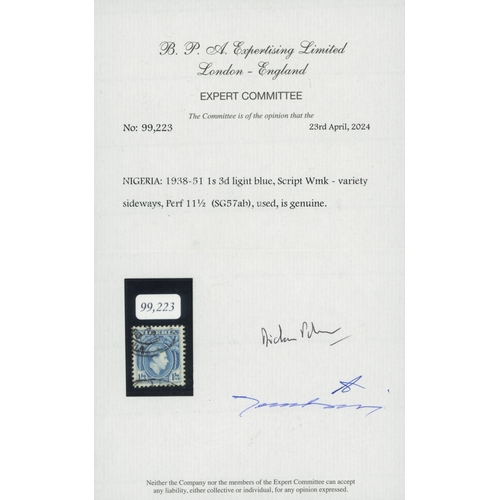 B. P. A. Expertising Limited
London - England
EXPERT COMMITTEE
The Committee is of the opinion that the
No: 99,223 23rd April, 2024
NIGERIA: 1938-51 1s 3d light blue, Script Wmk - variety
sideways, Perf 11½ (SG57ab), used, is genuine.
99,223
NIGERIA
Neither the Company nor the members of the Expert Committee can accept
any liability, either collective or individual, for any opinion expressed.